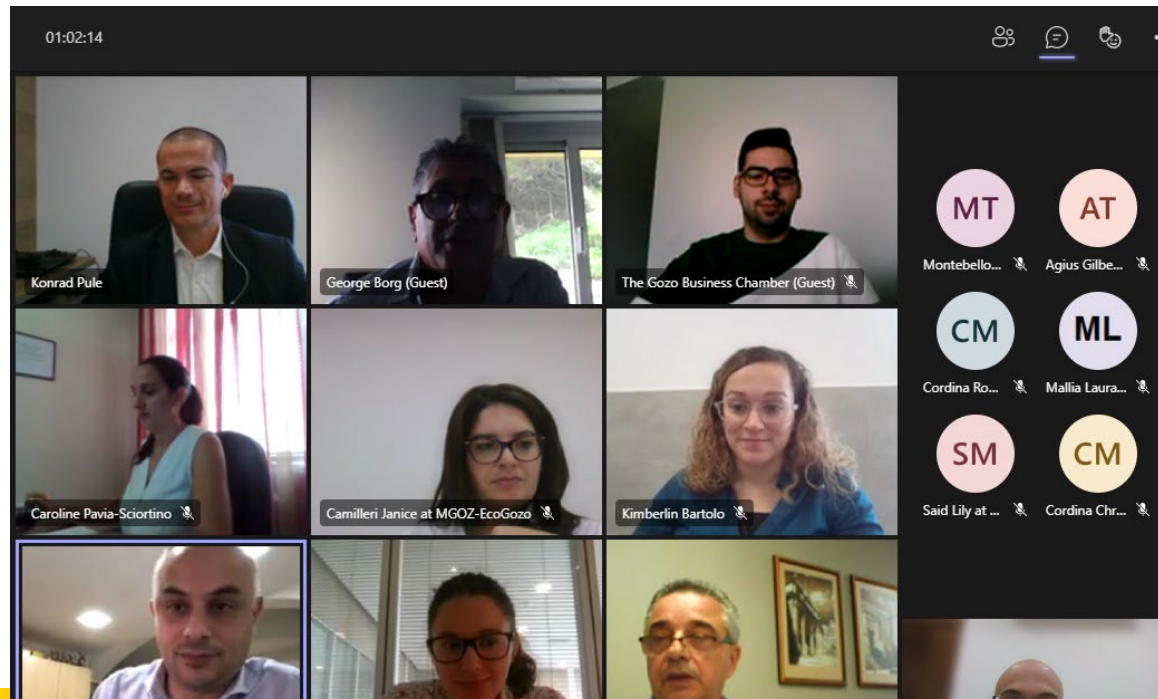 01:02:14
Konrad Pule
George Borg (Guest)
The Gozo Business Chamber (Guest)
MT
AT
Montebello...
Agius Gilbe...
CM
ML
Cordina Ro...
Mallia Laura...
Caroline Pavia-Sciortino
Camilleri Janice at MGOZ-EcoGozo
Kimberlin Bartolo
SM
CM
Said Lily at ...
Cordina Chr...